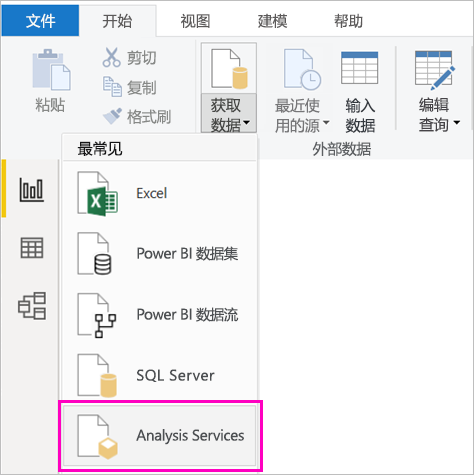 文件 开始 视图 建模 帮助
粘贴
剪切
复制
格式刷
获取
数据
最近使
用的源
输入
数据
编辑
查询
外部数据
最常见
Excel
Power BI 数据集
Power BI 数据流
SQL Server
Analysis Services